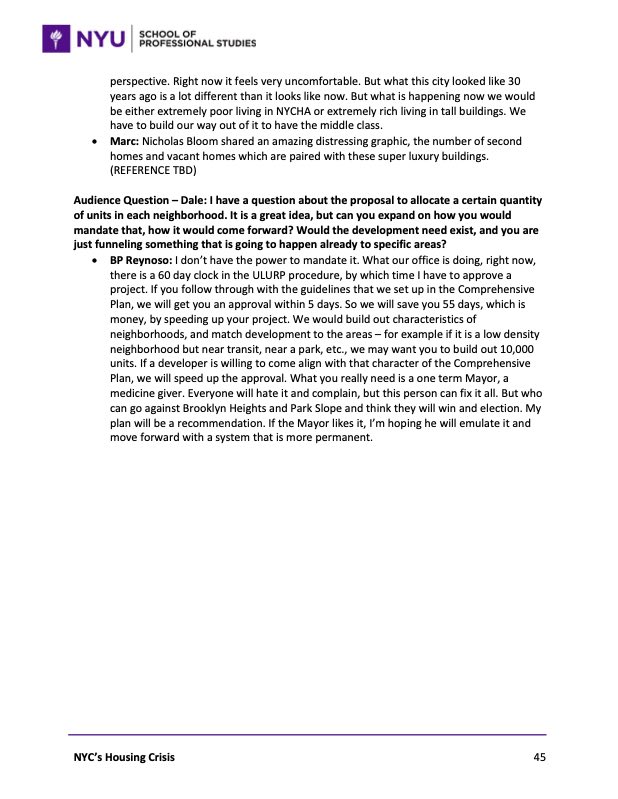 NYU SCHOOL OF
PROFESSIONAL STUDIES
perspective. Right now it feels very uncomfortable. But what this city looked like 30
years ago is a lot different than it looks like now. But what is happening now we would
be either extremely poor living in NYCHA or extremely rich living in tall buildings. We
have to build our way out of it to have the middle class.
• Marc: Nicholas Bloom shared an amazing distressing graphic, the number of second
homes and vacant homes which are paired with these super luxury buildings.
(REFERENCE TBD)
Audience Question – Dale: I have a question about the proposal to allocate a certain quantity
of units in each neighborhood. It is a great idea, but can you expand on how you would
mandate that, how it would come forward? Would the development need exist, and you are
just funneling something that is going to happen already to specific areas?
• BP Reynoso: I don’t have the power to mandate it. What our office is doing, right now,
there is a 60 day clock in the ULURP procedure, by which time I have to approve a
project. If you follow through with the guidelines that we set up in the Comprehensive
Plan, we will get you an approval within 5 days. So we will save you 55 days, which is
money, by speeding up your project. We would build out characteristics of
neighborhoods, and match development to the areas – for example if it is a low density
neighborhood but near transit, near a park, etc., we may want you to build out 10,000
units. If a developer is willing to come align with that character of the Comprehensive
Plan, we will speed up the approval. What you really need is a one term Mayor, a
medicine giver. Everyone will hate it and complain, but this person can fix it all. But who
can go against Brooklyn Heights and Park Slope and think they will win and election. My
plan will be a recommendation. If the Mayor likes it, I’m hoping he will emulate it and
move forward with a system that is more permanent.
NYC’s Housing Crisis 45